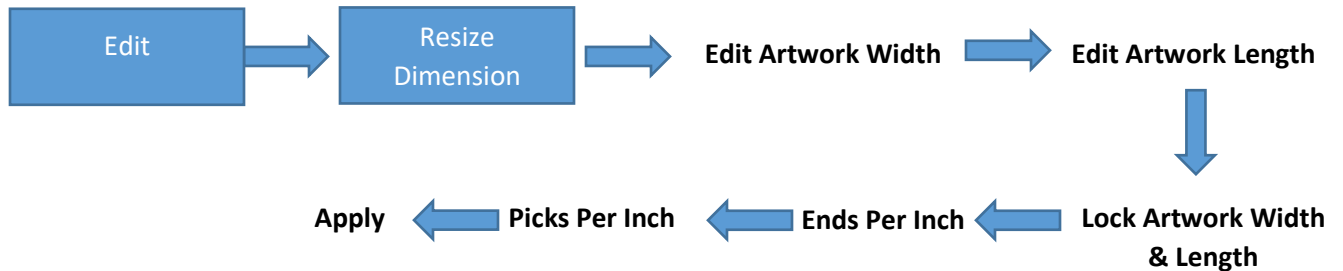 Edit
Resize
Dimension
Edit Artwork Width
Edit Artwork Length
Lock Artwork Width
& Length
Ends Per Inch
Picks Per Inch
Apply